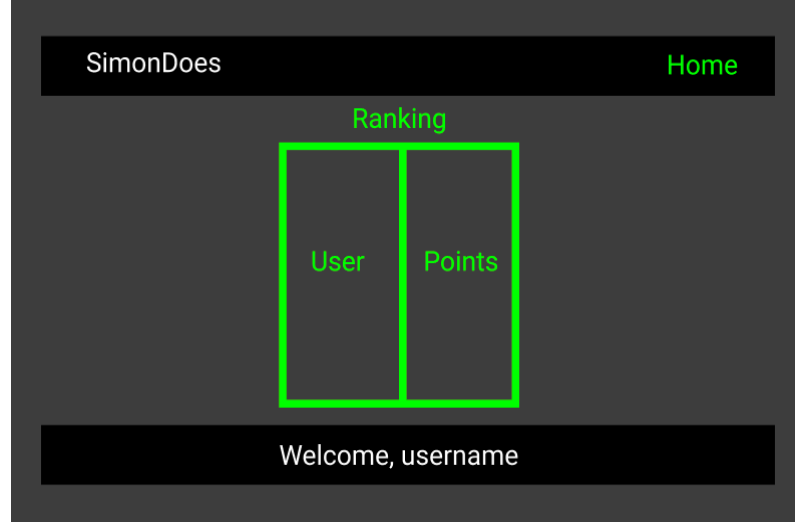 SimonDoes
Home
Ranking
User
Points
Welcome, username